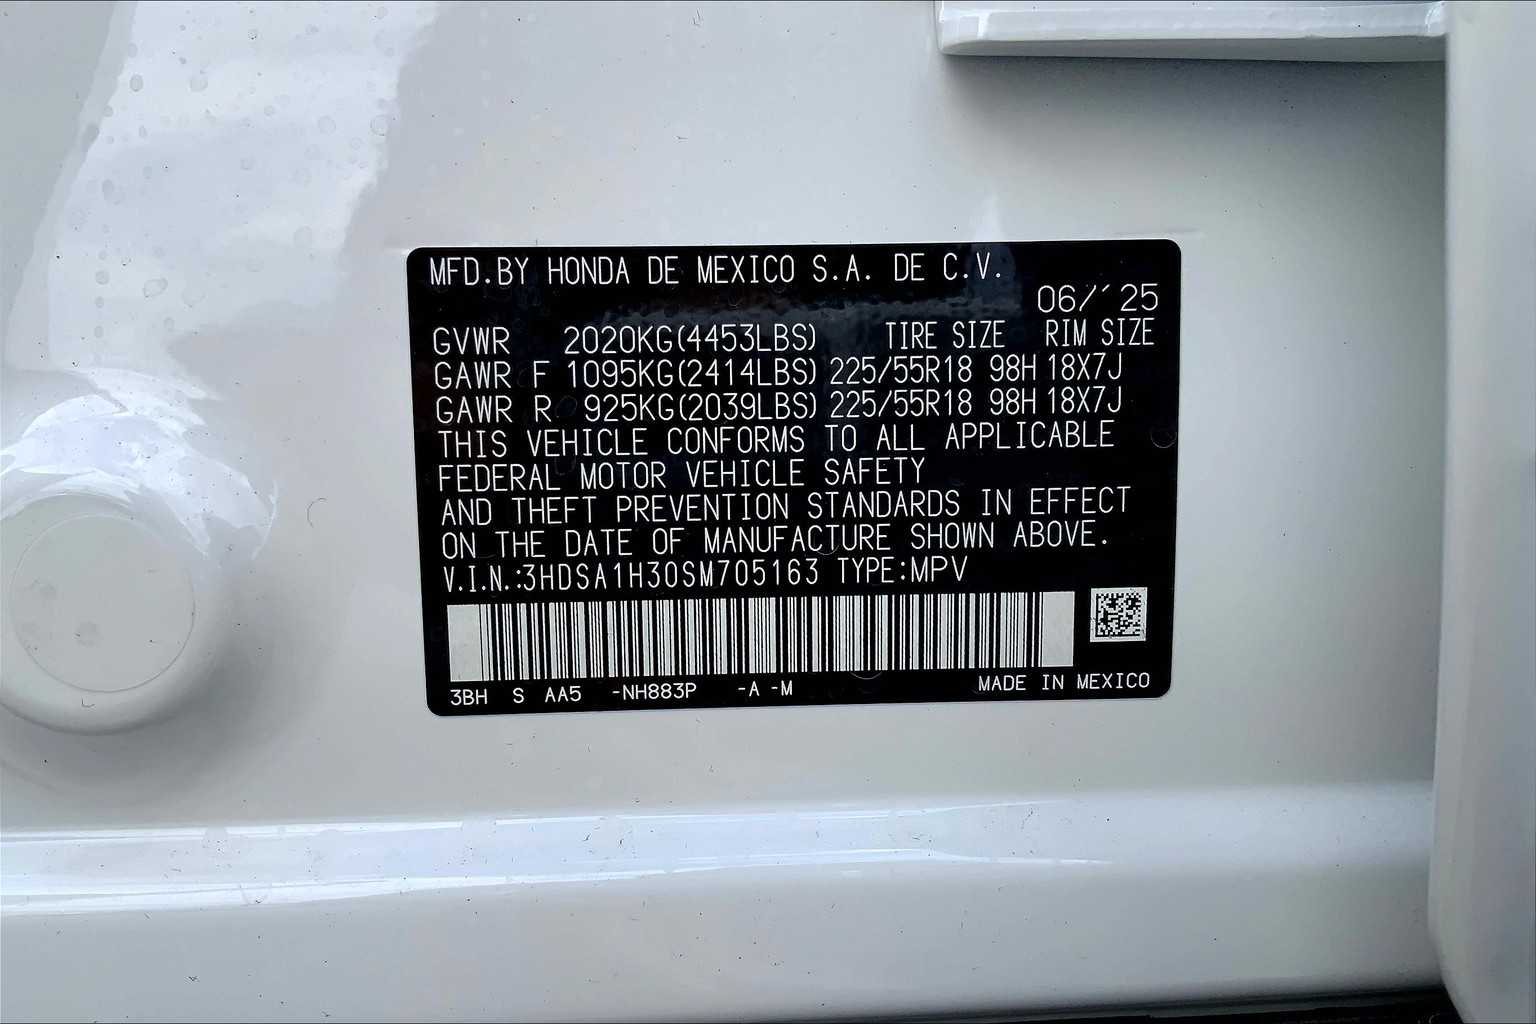 MFD.BY HONDA DE MEXICO S.A. DE C.V.
06/´25
GVWR 2020KG(4453LBS) TIRE SIZE RIM SIZE
GAWR F 1095KG(2414LBS) 225/55R18 98H 18X7J
GAWR R 925KG(2039LBS) 225/55R18 98H 18X7J
THIS VEHICLE CONFORMS TO ALL APPLICABLE
FEDERAL MOTOR VEHICLE SAFETY
AND THEFT PREVENTION STANDARDS IN EFFECT
ON THE DATE OF MANUFACTURE SHOWN ABOVE.
V.I.N.:3HDSA1H30SM705163 TYPE:MPV
3BH S AA5 -NH883P -A -M MADE IN MEXICO